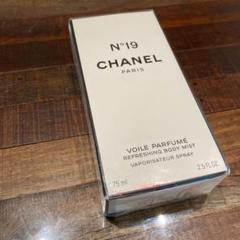 N°19
CHANEL
PARIS
VOILE PARFUMÉ
REFRESHING BODY MIST
VAPORISATEUR SPRAY
75 ml 2.5 FL.OZ.